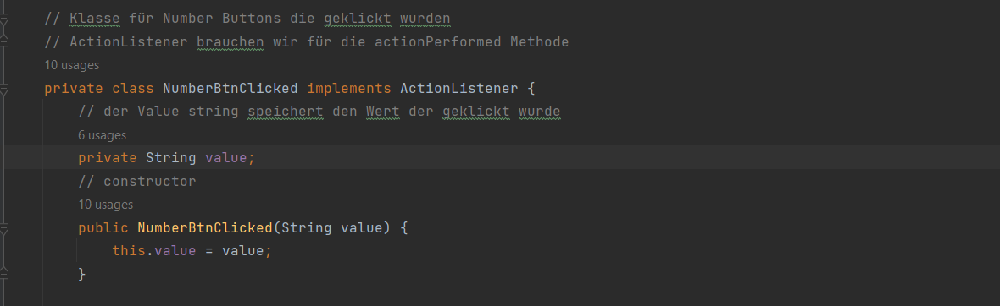 // Klasse für Number Buttons die geklickt wurden
// ActionListener brauchen wir für die actionPerformed Methode
10 usages
private class NumberBtnClicked implements ActionListener {
// der Value string speichert den Wert der geklickt wurde
6 usages
private String value;
// constructor
10 usages
public NumberBtnClicked(String value) {
this.value = value;
}